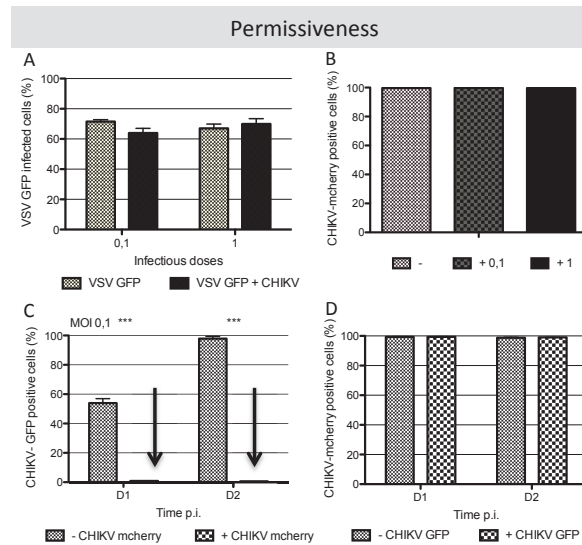 Permissiveness
A
VSV GFP infected cells (%)
100
80
60
40
20
0
0,1
1
Infectious doses
VSV GFP
VSV GFP + CHIKV
B
CHIKV-mcherry positive cells (%)
100
80
60
40
20
0
-
+ 0,1
+ 1
C
CHIKV- GFP positive cells (%)
MOI 0,1
***
***
100
80
60
40
20
0
D1
D2
Time p.i.
- CHIKV mcherry
+ CHIKV mcherry
D
CHIKV-mcherry positive cells (%)
100
80
60
40
20
0
D1
D2
Time p.i.
- CHIKV GFP
+ CHIKV GFP